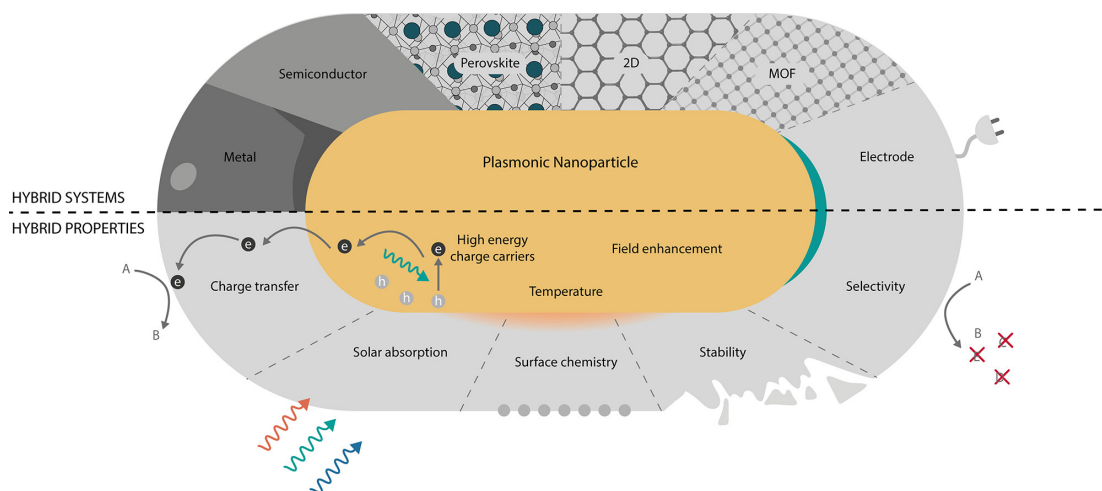 Semiconductor
Perovskite
2D
MOF
Metal
Plasmonic Nanoparticle
Electrode
HYBRID SYSTEMS
HYBRID PROPERTIES
e
e
e
e
High energy
charge carriers
Field enhancement
A
e
h
h
h
Charge transfer
Temperature
Selectivity
A
B
B
Solar absorption
Surface chemistry
Stability
C
E
D